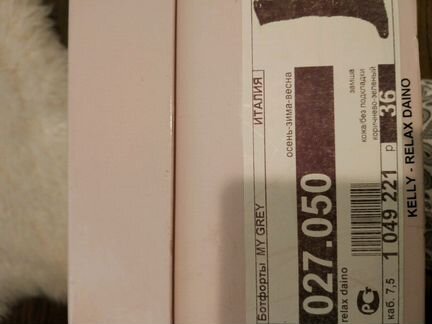 Ботфорты MY GREY ИТАЛИЯ
027.050 осень-зима-весна
relax daino
замша
кожа/без подкладки
коричнево-зеленый
РСТ
каб. 7,5 1 049 221 р 36
KELLY - RELAX DAINO